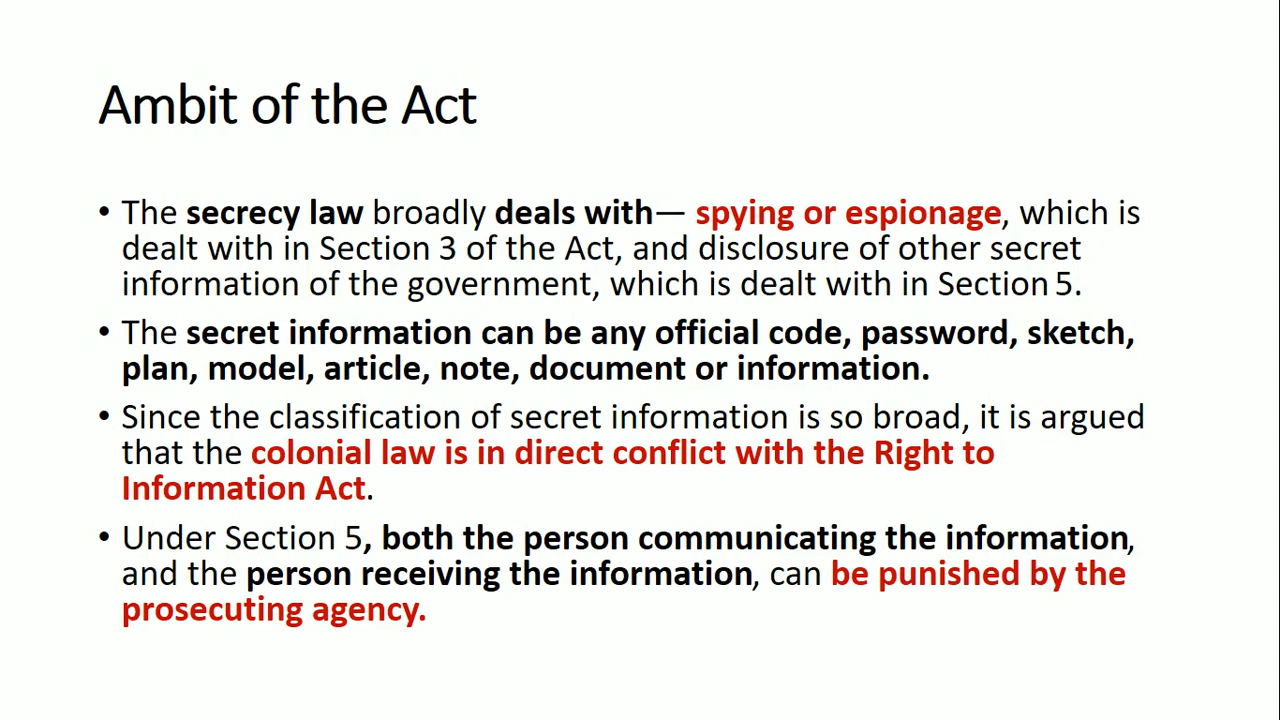 Ambit of the Act
• The secrecy law broadly deals with— spying or espionage, which is
dealt with in Section 3 of the Act, and disclosure of other secret
information of the government, which is dealt with in Section 5.
• The secret information can be any official code, password, sketch,
plan, model, article, note, document or information.
• Since the classification of secret information is so broad, it is argued
that the colonial law is in direct conflict with the Right to
Information Act.
• Under Section 5, both the person communicating the information,
and the person receiving the information, can be punished by the
prosecuting agency.